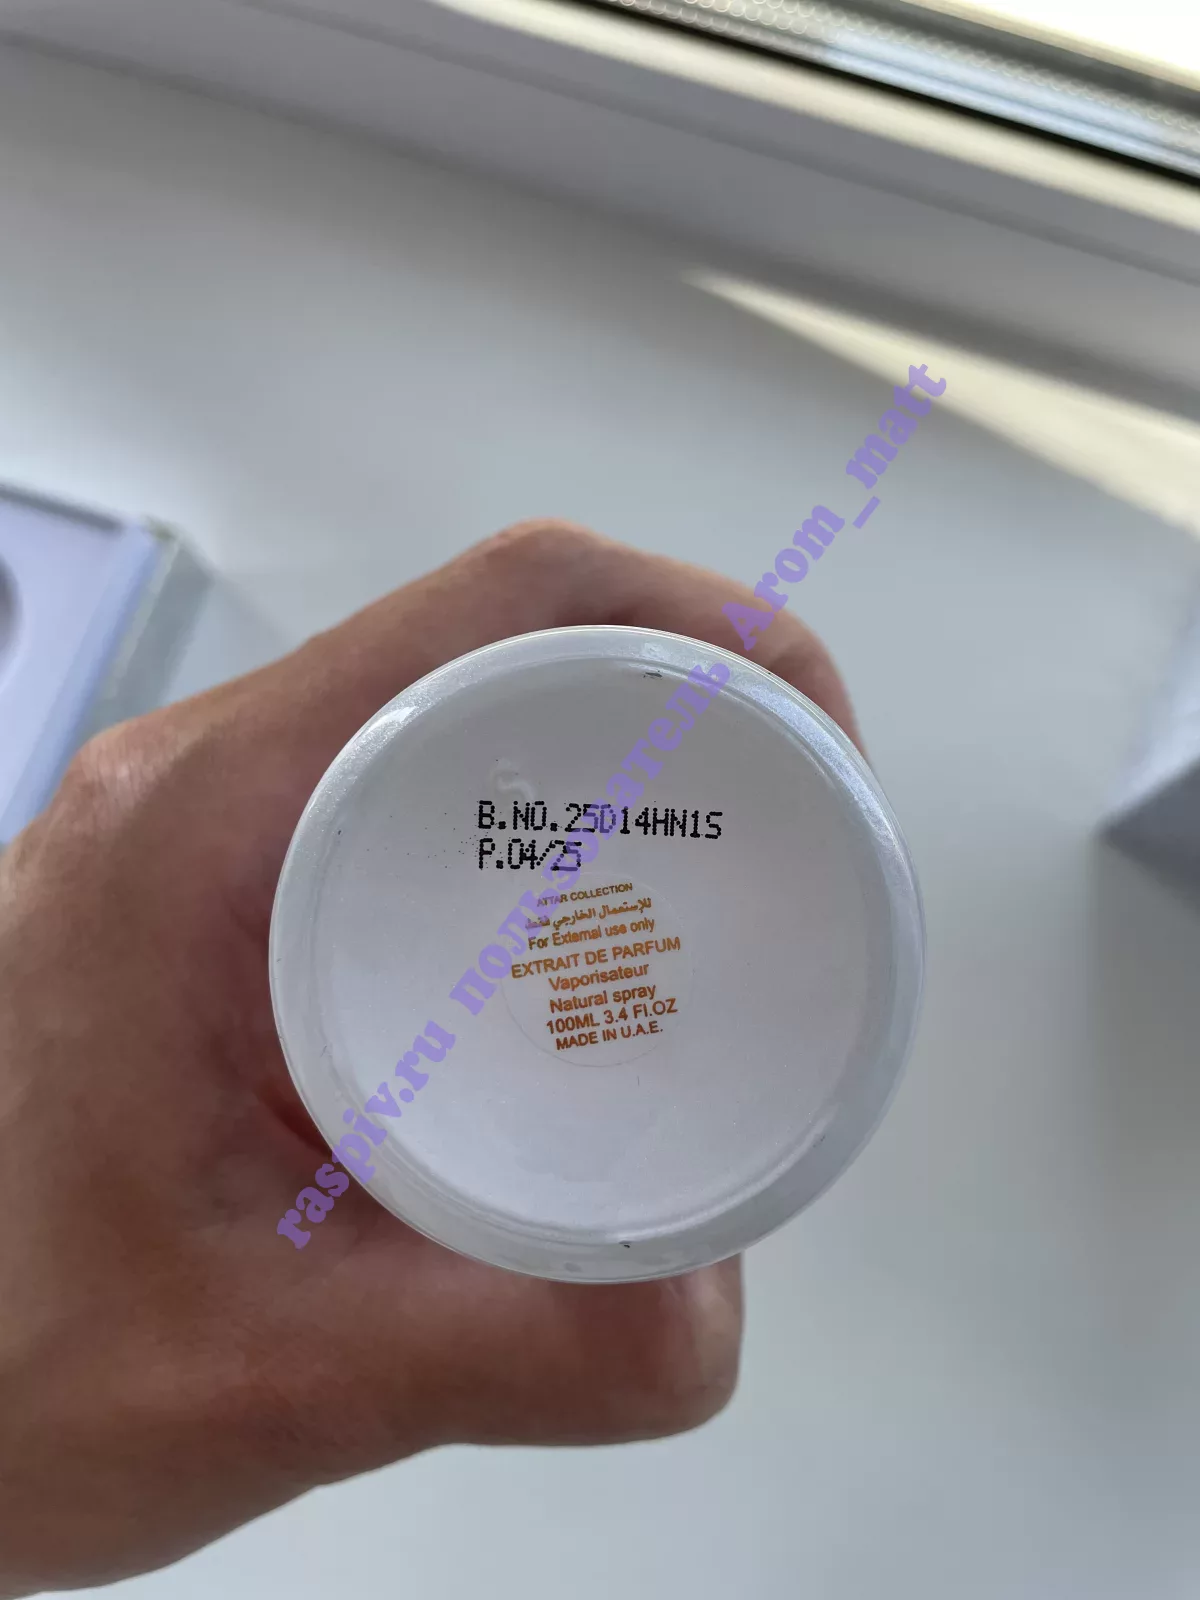 B.NO.25D14HN1S
P.04/25
ATTAR COLLECTION
للإستعمال الخارجي فقط
For External use only
EXTRAIT DE PARFUM
Vaporisateur
Natural spray
100ML 3.4 Fl.OZ
MADE IN U.A.E.
raspiv.ru пользователь Arom_matt